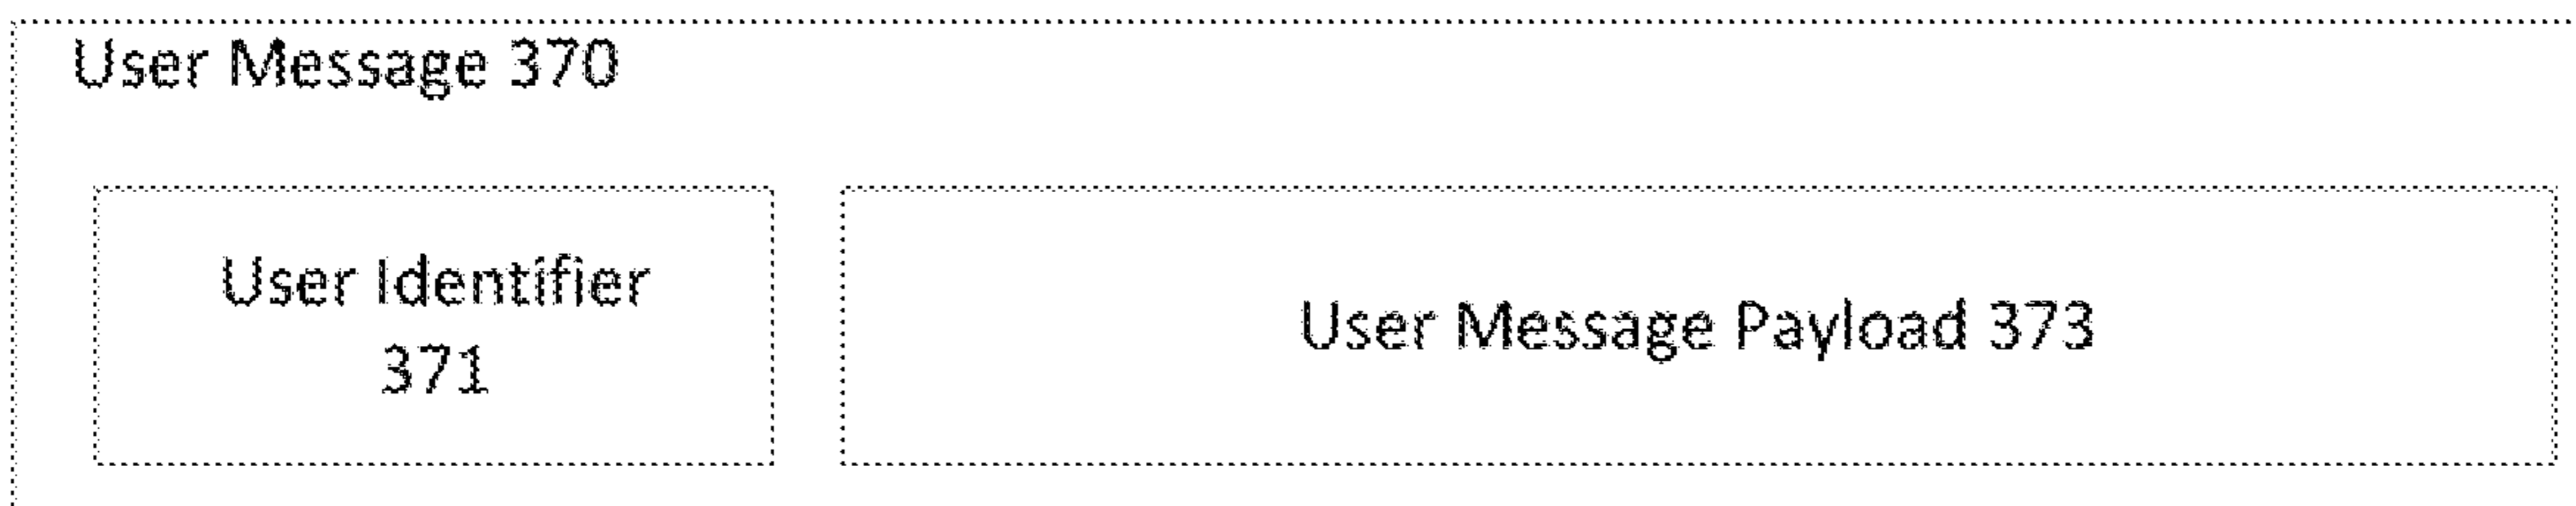 User Message 370
User Identifier
371
User Message Payload 373